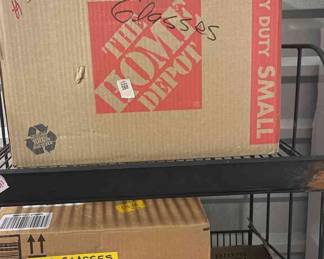 Glasses
THE
HOME
DEPOT
Y DUTY SMALL
GLASSES